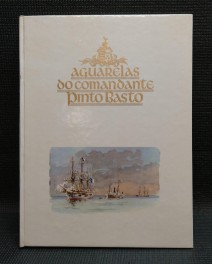 AGUARELAS
DO COMANDANTE
PINTO BASTO